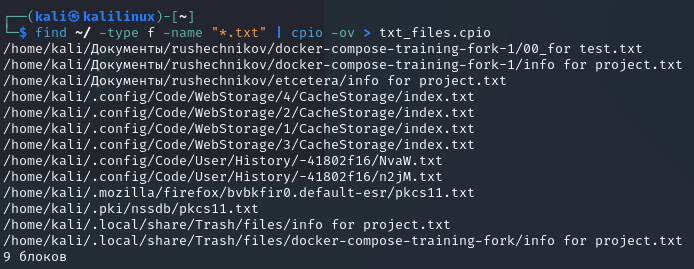 ┌──(kali㉿kalilinux)-[~]
└─$ find ~/ -type f -name "*.txt" | cpio -ov > txt_files.cpio
/home/kali/Документы/rushechnikov/docker-compose-training-fork-1/00_for test.txt
/home/kali/Документы/rushechnikov/docker-compose-training-fork-1/info for project.txt
/home/kali/Документы/rushechnikov/etcetera/info for project.txt
/home/kali/.config/Code/WebStorage/4/CacheStorage/index.txt
/home/kali/.config/Code/WebStorage/2/CacheStorage/index.txt
/home/kali/.config/Code/WebStorage/1/CacheStorage/index.txt
/home/kali/.config/Code/WebStorage/3/CacheStorage/index.txt
/home/kali/.config/Code/User/History/-41802f16/NvaW.txt
/home/kali/.config/Code/User/History/-41802f16/n2jM.txt
/home/kali/.mozilla/firefox/bvbkfir0.default-esr/pkcs11.txt
/home/kali/.pki/nssdb/pkcs11.txt
/home/kali/.local/share/Trash/files/info for project.txt
/home/kali/.local/share/Trash/files/docker-compose-training-fork/info for project.txt
9 блоков